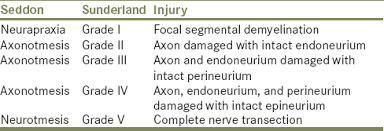 Seddon Sunderland Injury
Neurapraxia Grade I Focal segmental demyelination
Axonotmesis Grade II Axon damaged with intact endoneurium
Axonotmesis Grade III Axon and endoneurium damaged with
intact perineurium
Axonotmesis Grade IV Axon, endoneurium, and perineurium
damaged with intact epineurium
Neurotmesis Grade V Complete nerve transection